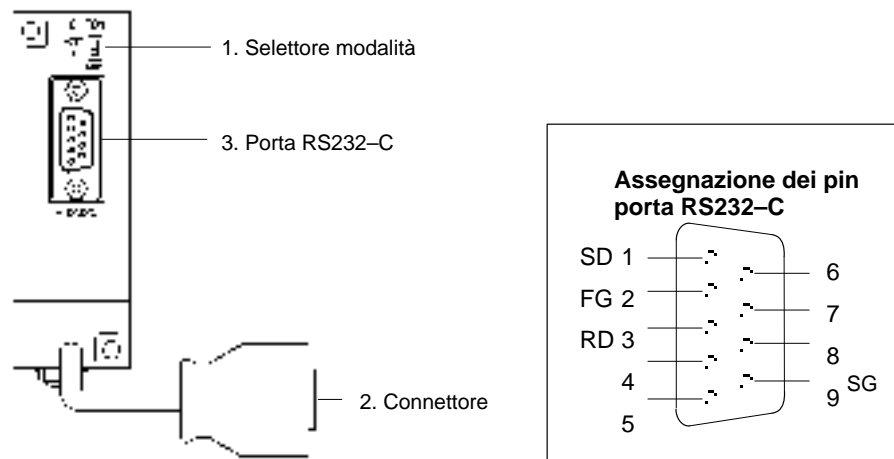 1. Selettore modalità
3. Porta RS232–C
2. Connettore
Assegnazione dei pin
porta RS232–C
SD 1
FG 2
RD 3
4
5
6
7
8
9 SG